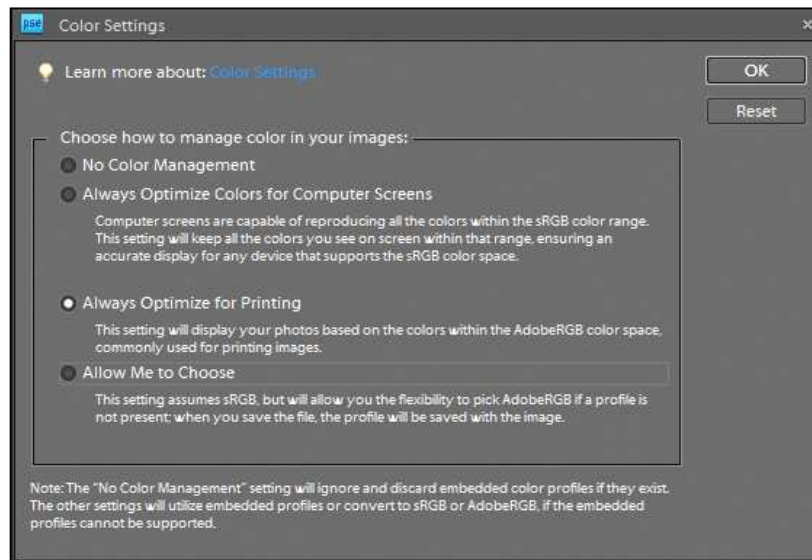 pse Color Settings ×
Learn more about: Color Settings
OK
Reset
Choose how to manage color in your images:
No Color Management
Always Optimize Colors for Computer Screens
Computer screens are capable of reproducing all the colors within the sRGB color range.
This setting will keep all the colors you see on screen within that range, ensuring an
accurate display for any device that supports the sRGB color space.
Always Optimize for Printing
This setting will display your photos based on the colors within the AdobeRGB color space,
commonly used for printing images.
Allow Me to Choose
This setting assumes sRGB, but will allow you the flexibility to pick AdobeRGB if a profile is
not present; when you save the file, the profile will be saved with the image.
Note: The "No Color Management" setting will ignore and discard embedded color profiles if they exist.
The other settings will utilize embedded profiles or convert to sRGB or AdobeRGB, if the embedded
profiles cannot be supported.